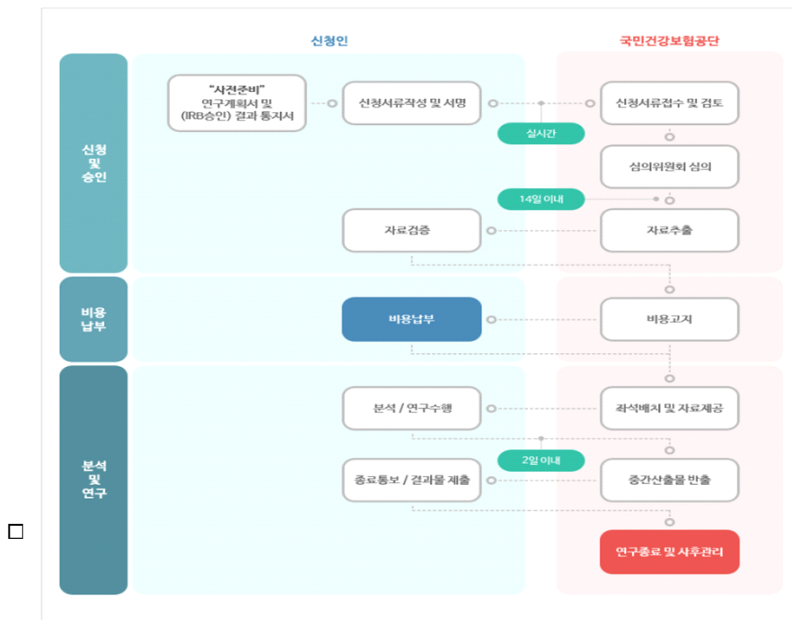 신청인
국민건강보험공단
신청
및
승인
"사전준비"
연구계획서 및
(IRB승인) 결과 통지서
신청서류작성 및 서명
신청서류접수 및 검토
실시간
심의위원회 심의
14일 이내
자료검증
자료추출
비용
납부
비용납부
비용고지
분석
및
연구
분석 / 연구수행
좌석배치 및 자료제공
2일 이내
종료통보 / 결과물 제출
중간산출물 반출
연구종료 및 사후관리